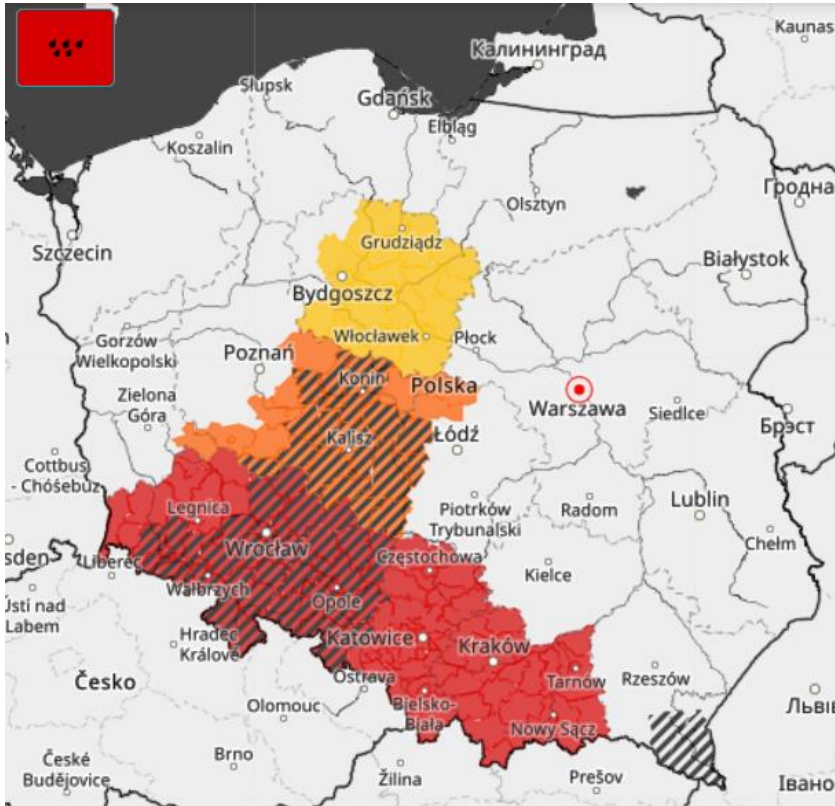 Kaunas
Калининград
Słupsk
Gdańsk
Elbląg
Koszalin
Гродна
Olsztyn
Szczecin
Grudziądz
Białystok
Bydgoszcz
Włocławek
Płock
Gorzów
Wielkopolski
Poznań
Konin
Polska
Warszawa
Siedlce
Брэст
Zielona
Góra
Kalisz
Łódź
Cottbus
- Chóśebuz
Legnica
Piotrków
Trybunalski
Radom
Lublin
Wrocław
Chełm
sden
Liberec
Częstochowa
Kielce
Wałbrzych
Opole
Ústí nad
Labem
Hradec
Králové
Katowice
Kraków
Tarnów
Rzeszów
Česko
Ostrava
Львів
Olomouc
Bielsko-
Biała
Nowy Sącz
Brno
České
Budějovice
Žilina
Prešov
Івано